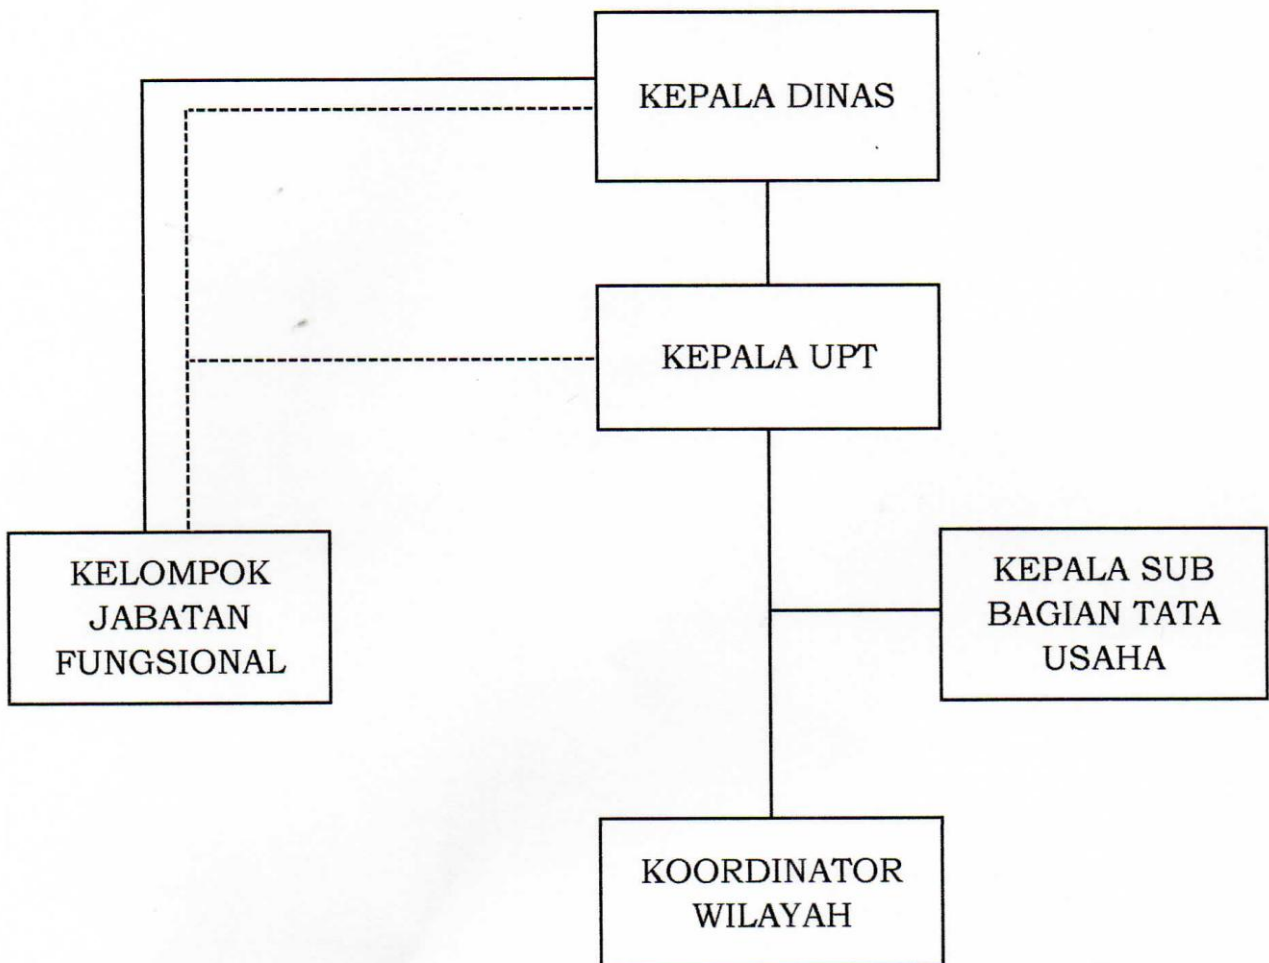 KEPALA DINAS
KEPALA UPT
KELOMPOK
JABATAN
FUNGSIONAL
KEPALA SUB
BAGIAN TATA
USAHA
KOORDINATOR
WILAYAH